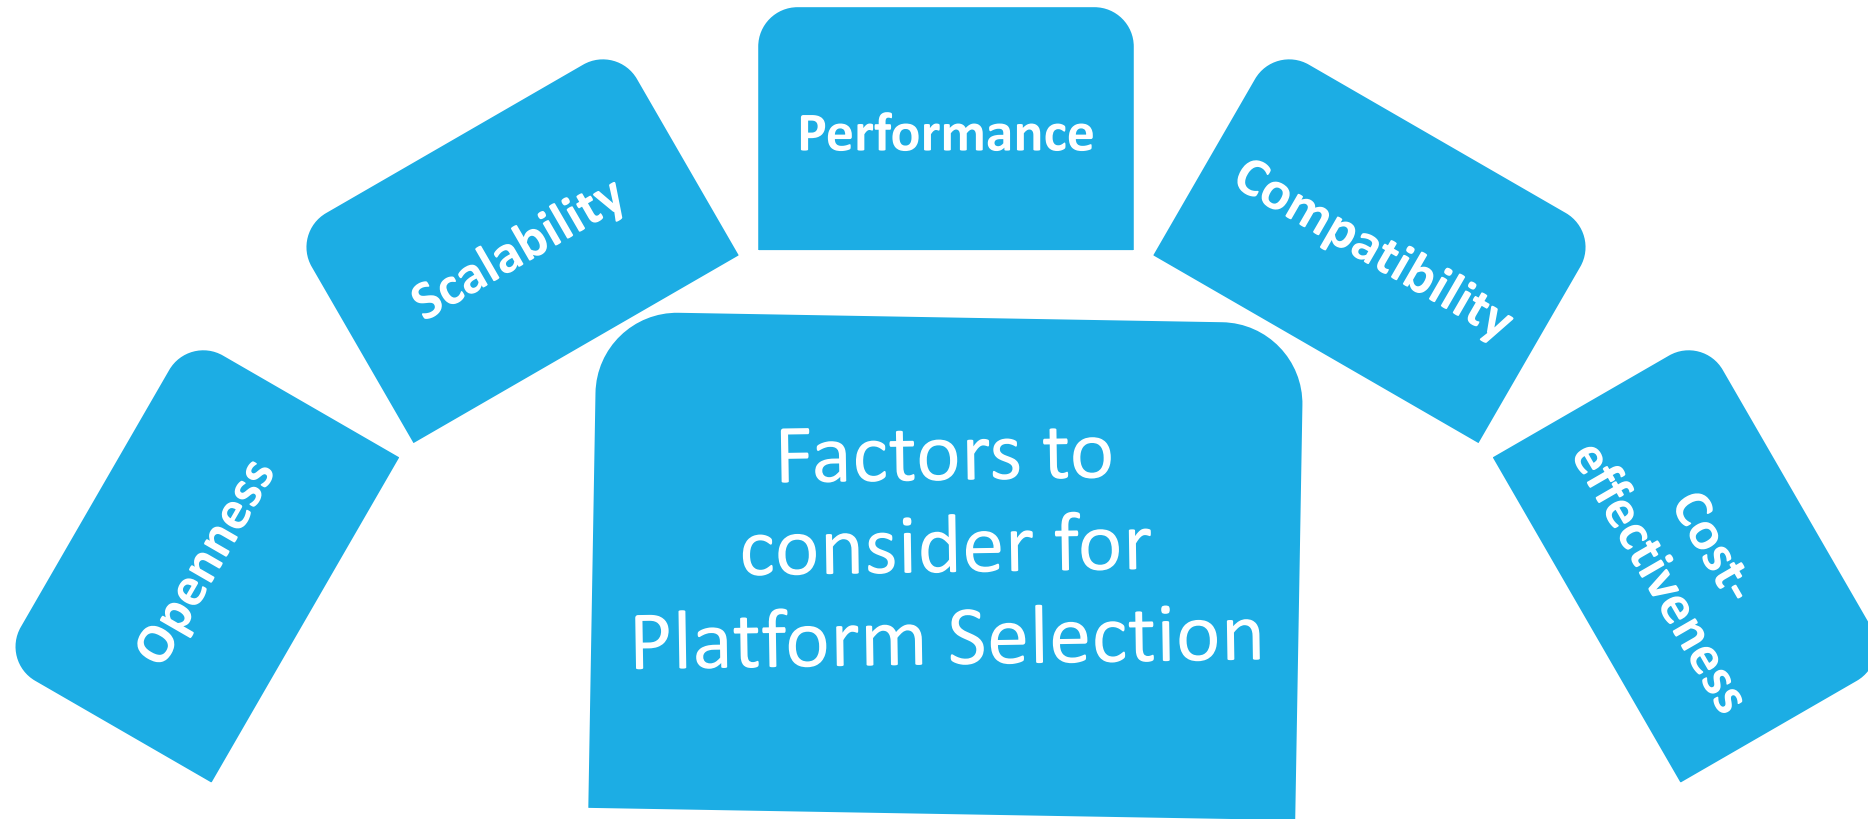 Performance
Scalability
Compatibility
Openness
Cost-
effectiveness
Factors to
consider for
Platform Selection